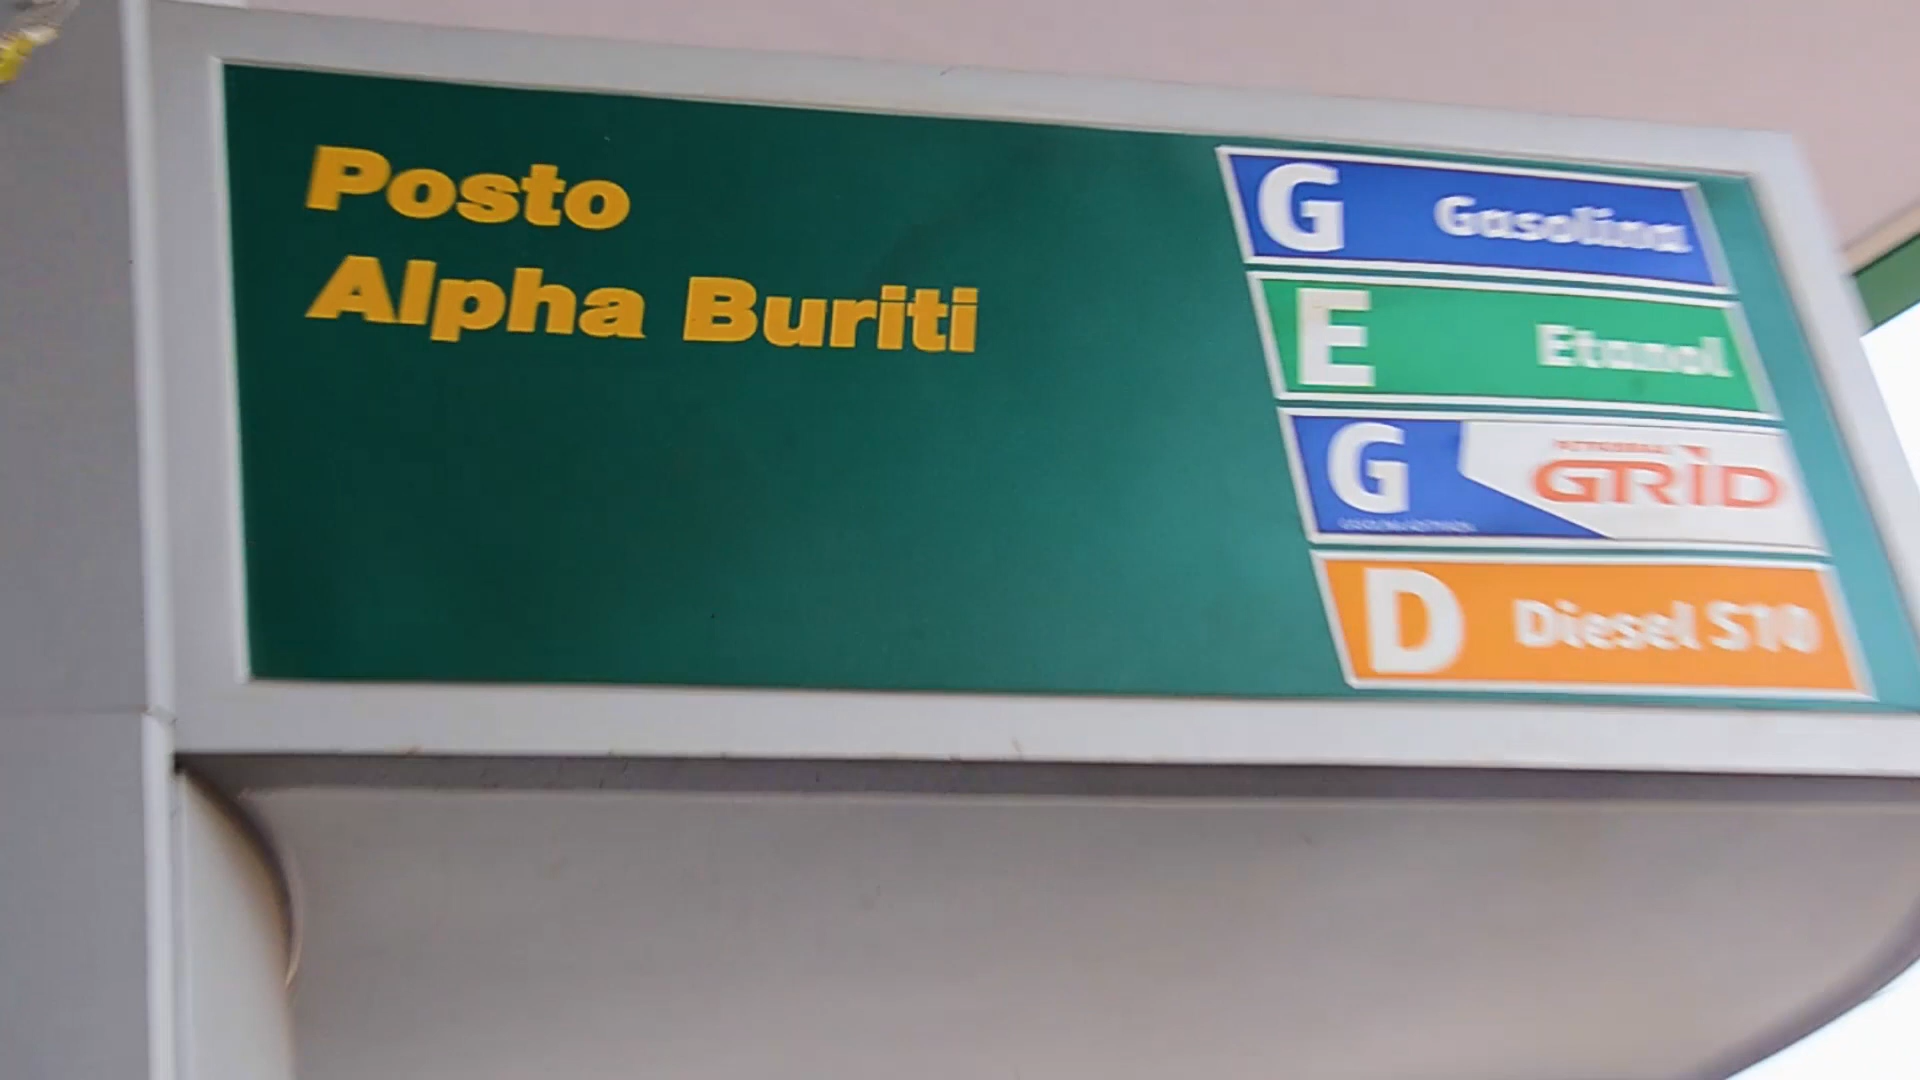 Posto
Alpha Buriti
G Gasolina
E Etanol
G GRID
D Diesel S10